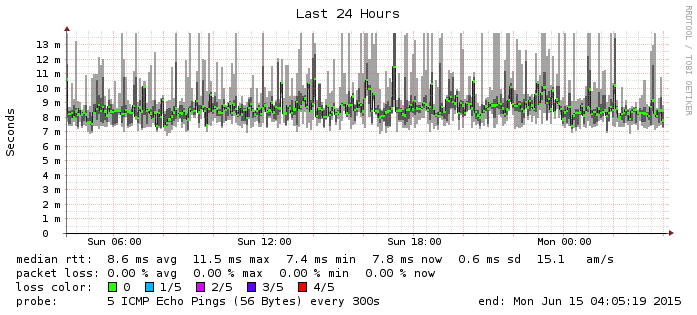 Last 24 Hours
RRDTOOL / TOBI OETIKER
Seconds
13 m
12 m
11 m
10 m
9 m
8 m
7 m
6 m
5 m
4 m
3 m
2 m
1 m
0
Sun 06:00 Sun 12:00 Sun 18:00 Mon 00:00
median rtt: 8.6 ms avg 11.5 ms max 7.4 ms min 7.8 ms now 0.6 ms sd 15.1 am/s
packet loss: 0.00 % avg 0.00 % max 0.00 % min 0.00 % now
loss color: 0 1/5 2/5 3/5 4/5
probe: 5 ICMP Echo Pings (56 Bytes) every 300s end: Mon Jun 15 04:05:19 2015